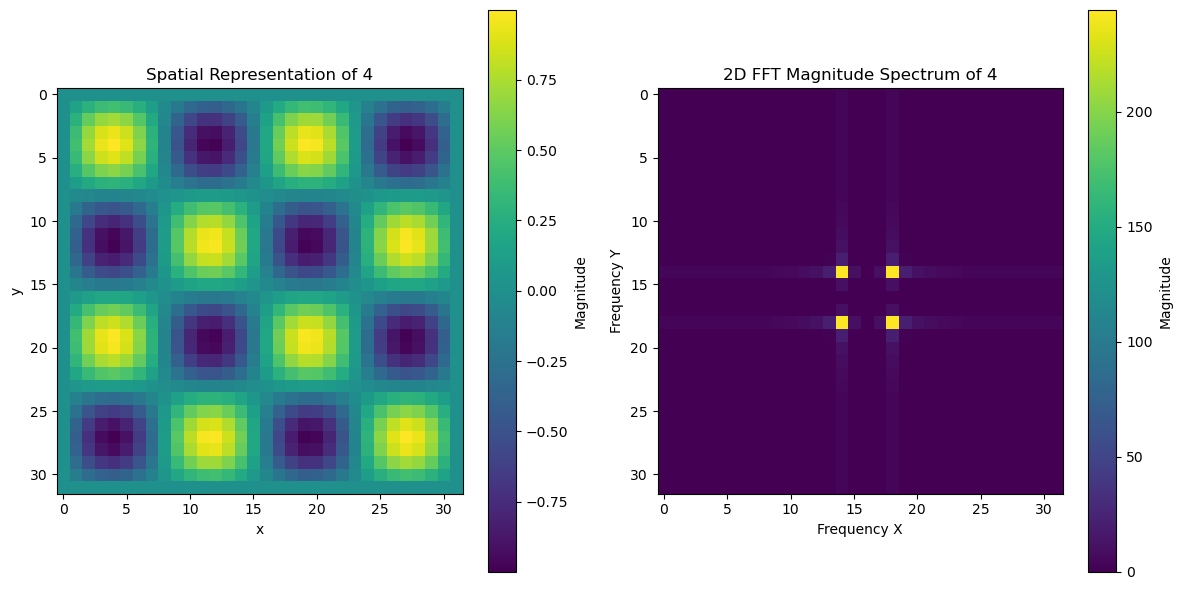 Spatial Representation of 4
0
5
10
15
20
25
30
y
0 5 10 15 20 25 30
x
0.75
0.50
0.25
0.00
−0.25
−0.50
−0.75
Magnitude
2D FFT Magnitude Spectrum of 4
0
5
10
15
20
25
30
Frequency Y
0 5 10 15 20 25 30
Frequency X
200
150
100
50
0
Magnitude